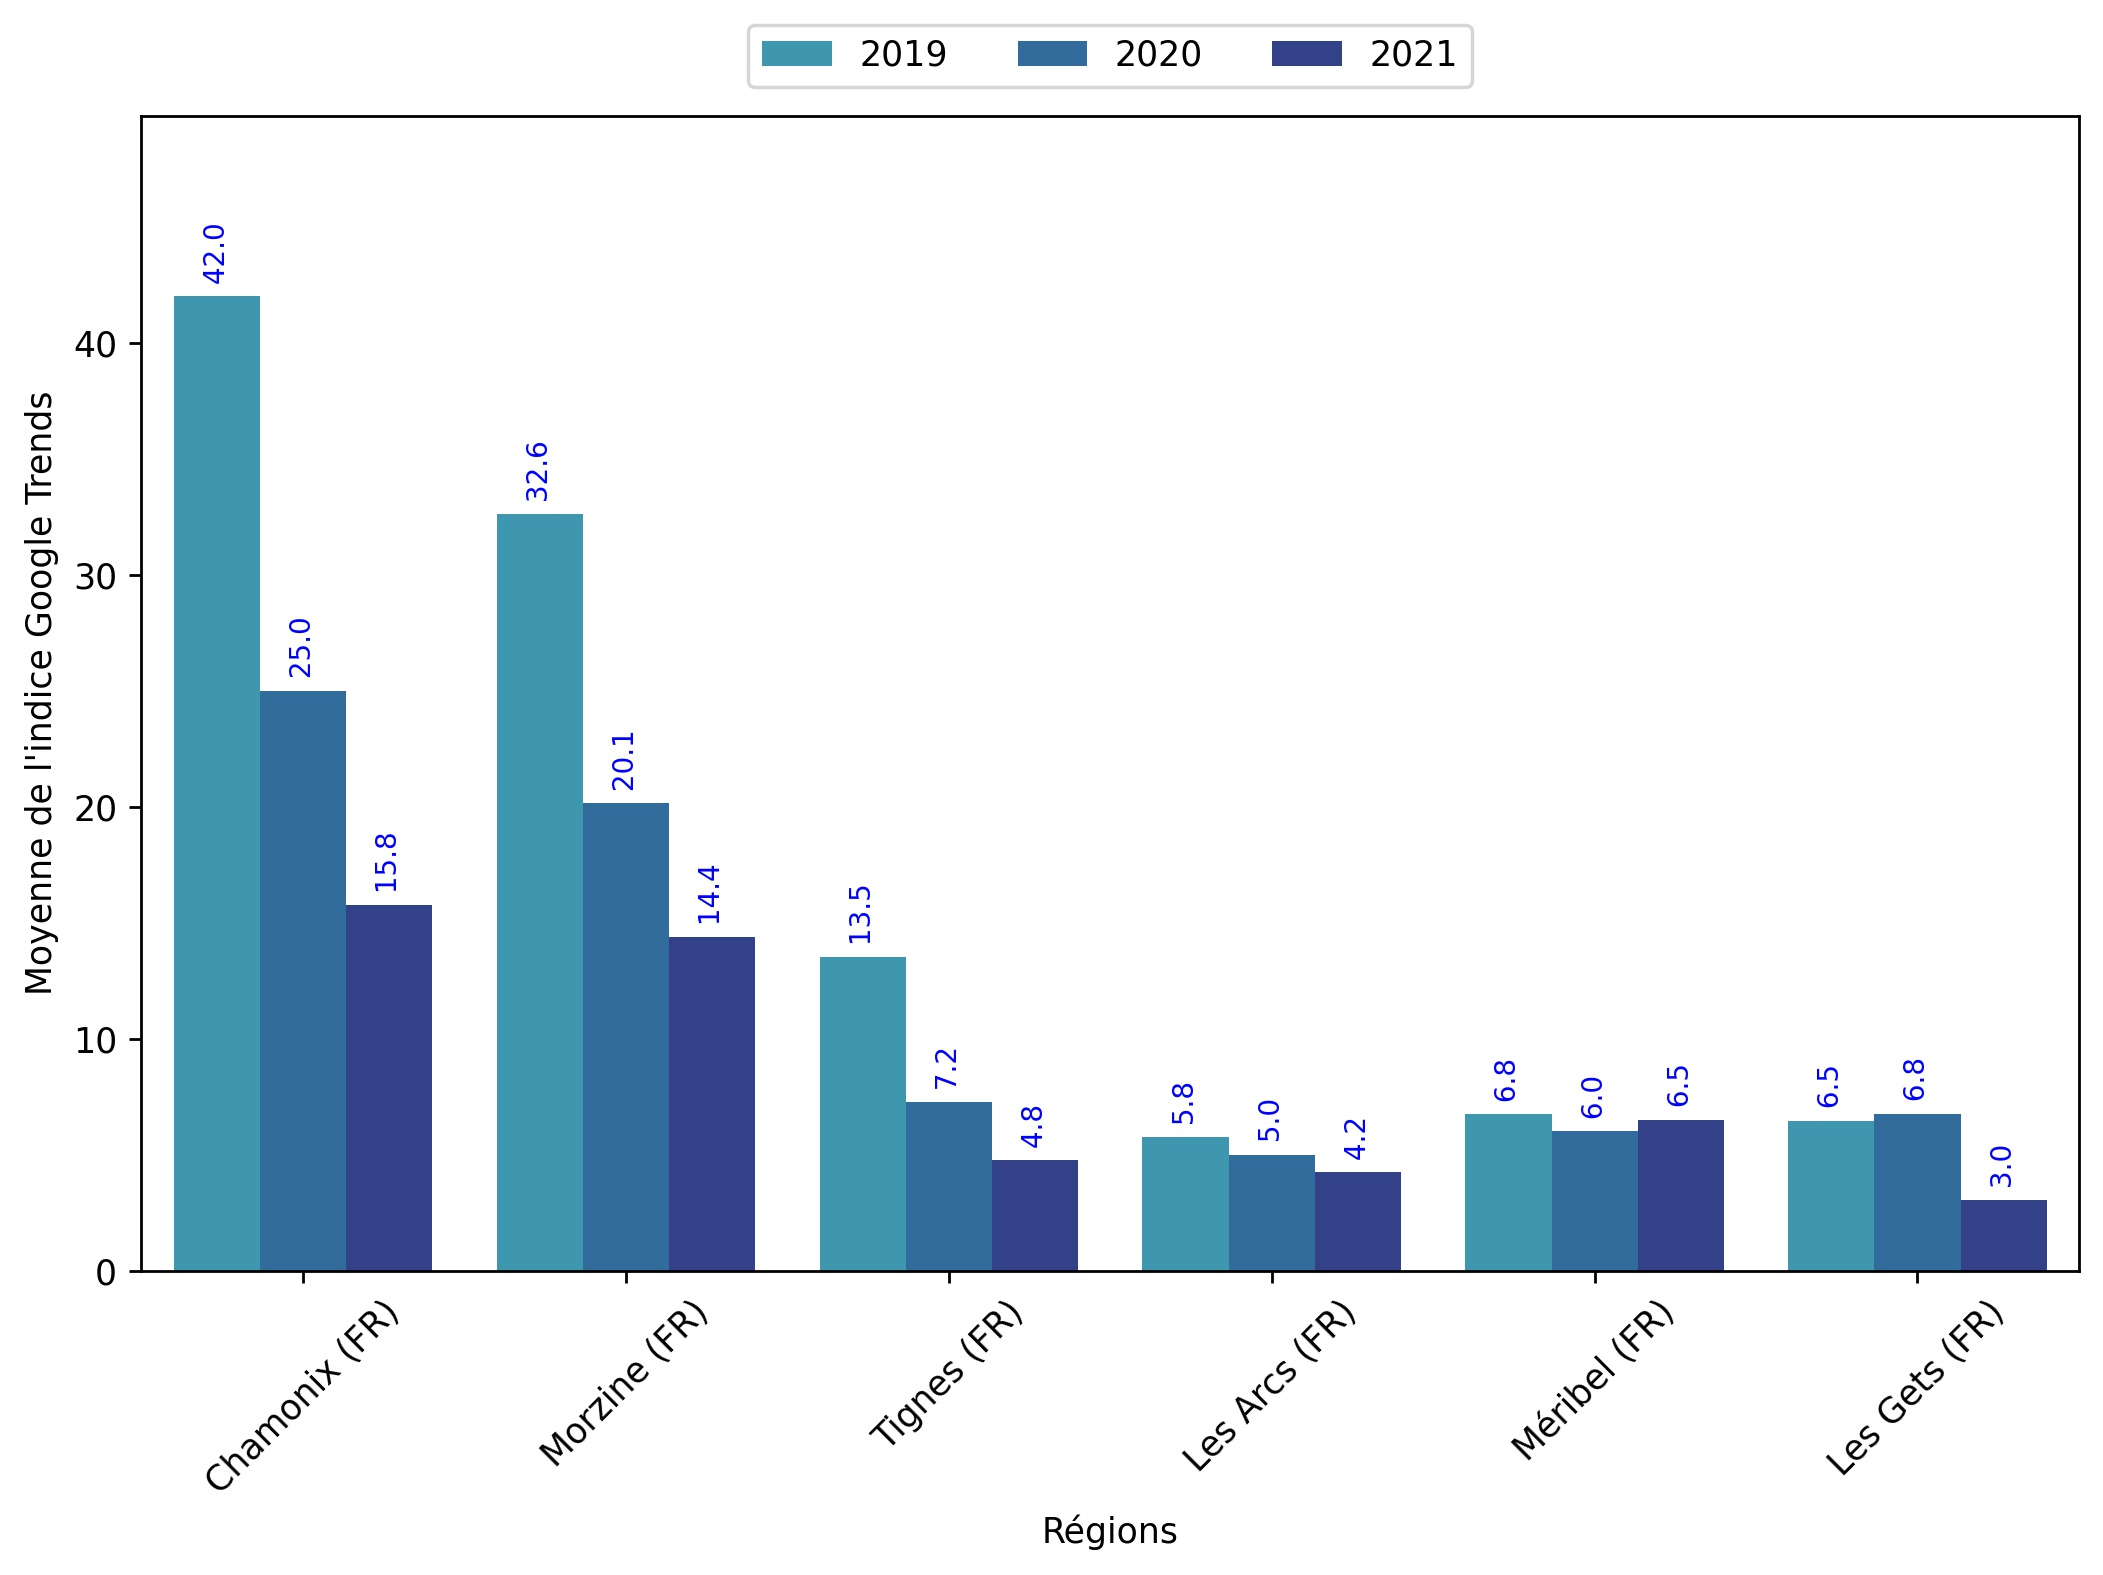 2019 2020 2021
Moyenne de l'indice Google Trends
40
30
20
10
0
42.0 25.0 15.8
32.6 20.1 14.4
13.5 7.2 4.8
5.8 5.0 4.2
6.8 6.0 6.5
6.5 6.8 3.0
Chamonix (FR)
Morzine (FR)
Tignes (FR)
Les Arcs (FR)
Méribel (FR)
Les Gets (FR)
Régions